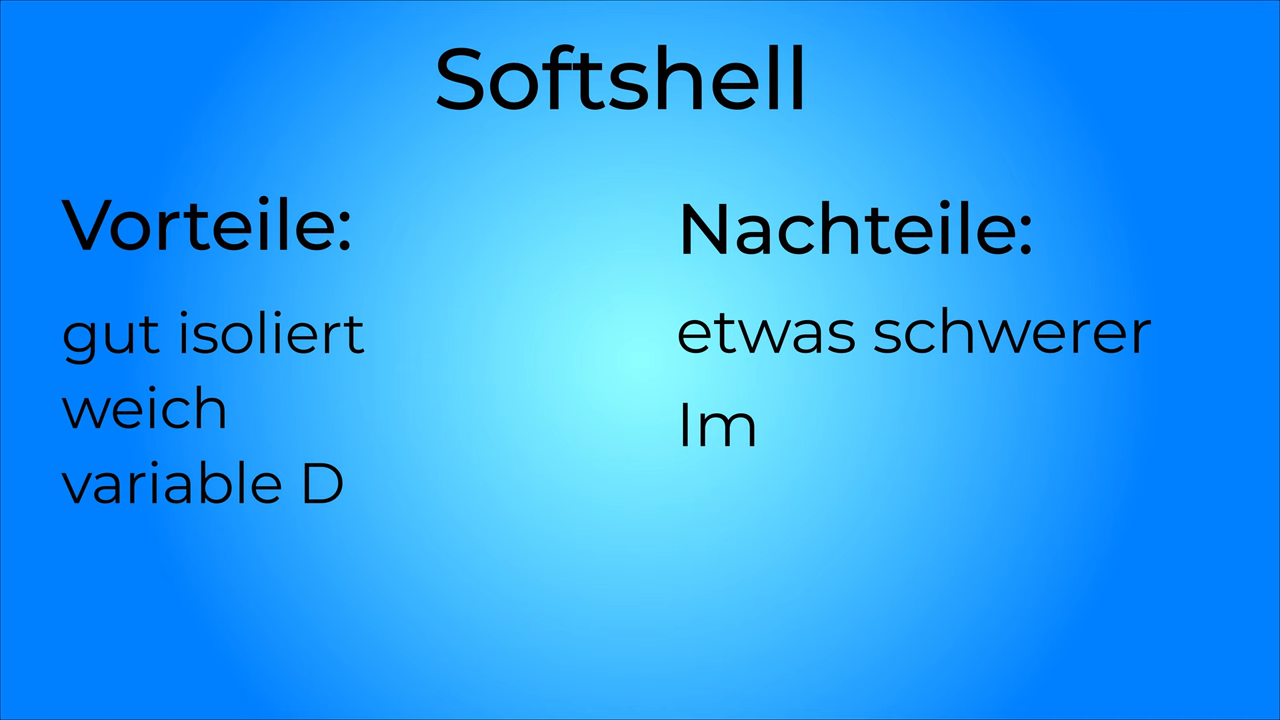 Softshell
Vorteile:
gut isoliert
weich
variable D
Nachteile:
etwas schwerer
Im